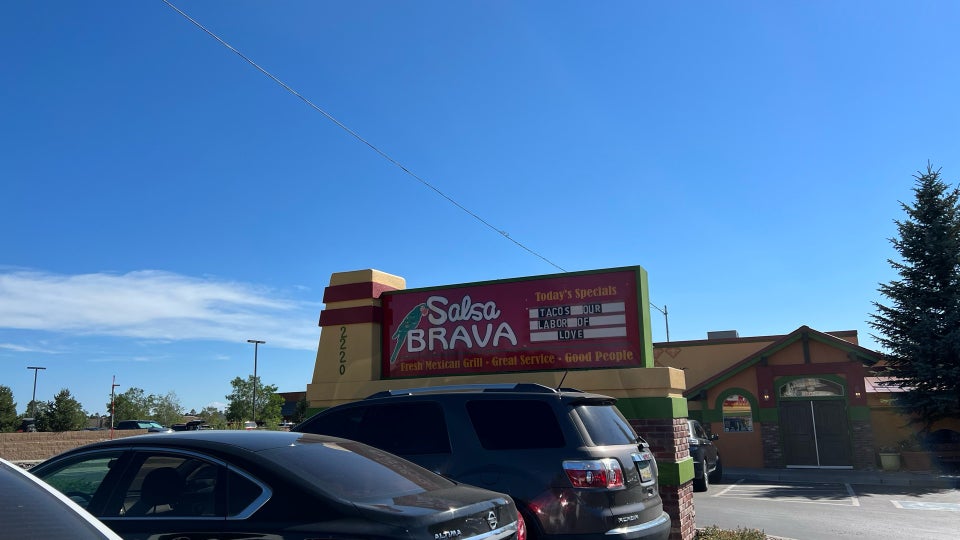 2220
Salsa
BRAVA
Today's Specials
TACOS OUR
LABOR OF
LOVE
Fresh Mexican Grill - Great Service - Good People
ALTIMA
ACADIA